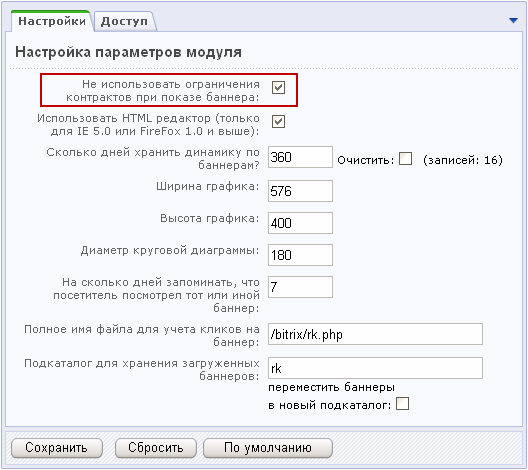 Настройки
Доступ
Настройка параметров модуля
Не использовать ограничения
контрактов при показе баннера:
Использовать HTML редактор (только
для IE 5.0 или FireFox 1.0 и выше):
Сколько дней хранить динамику по
баннерам?
360 Очистить: (записей: 16)
Ширина графика:
576
Высота графика:
400
Диаметр круговой диаграммы:
180
На сколько дней запоминать, что
посетитель посмотрел тот или иной
баннер:
7
Полное имя файла для учета кликов на
баннер:
/bitrix/rk.php
Подкаталог для хранения загруженных
баннеров:
rk
переместить баннеры
в новый подкаталог:
Сохранить Сбросить По умолчанию